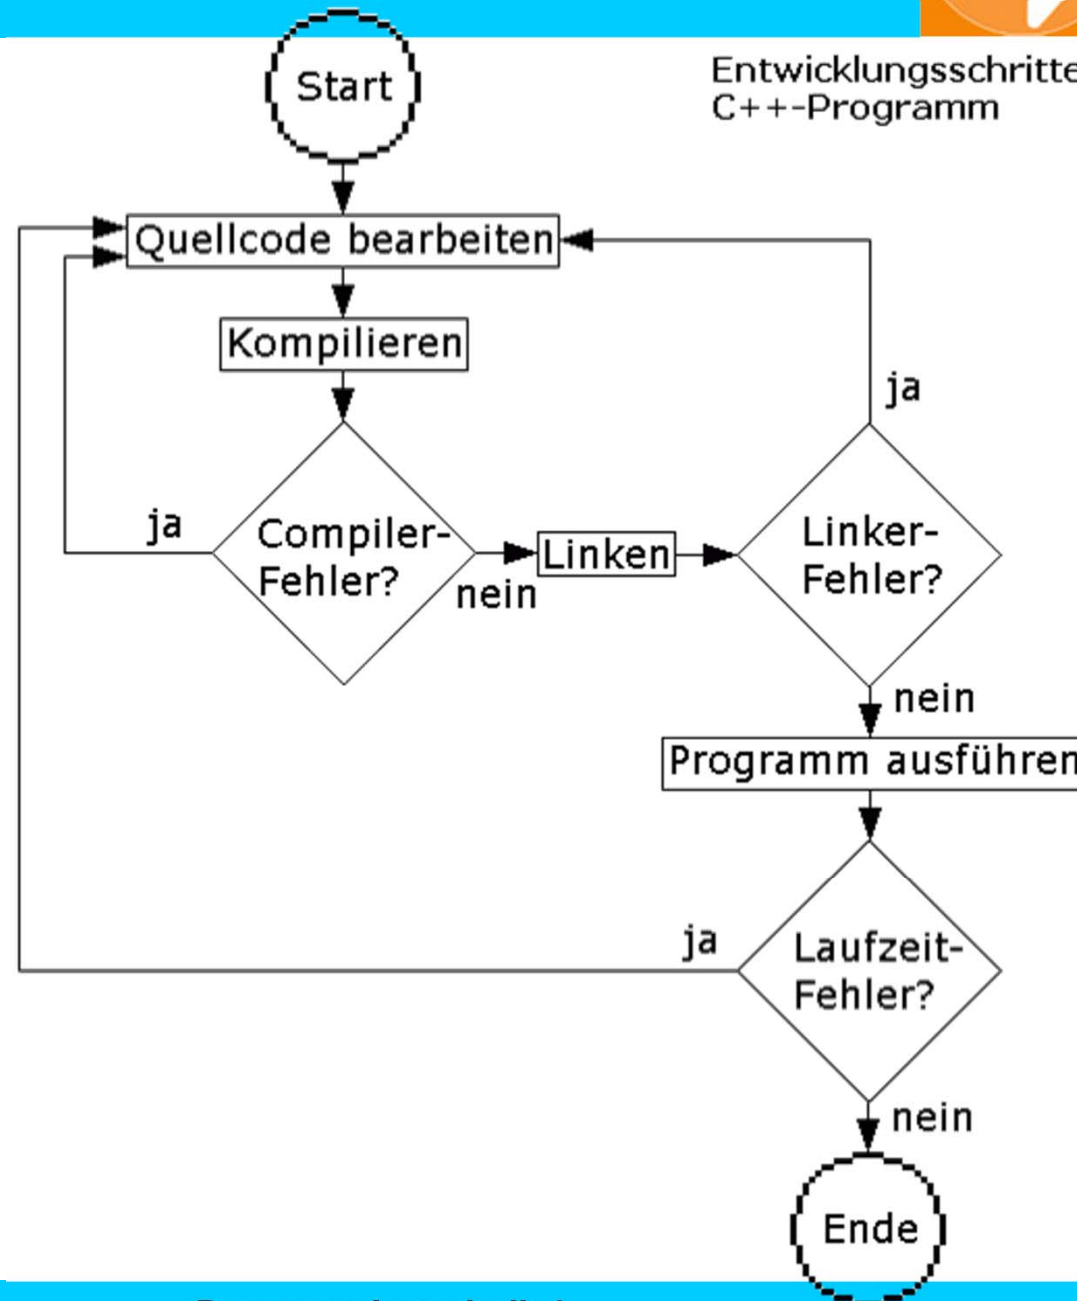 Start
Entwicklungsschritte
C++-Programm
Quellcode bearbeiten
Kompilieren
ja
ja
Compiler-
Fehler?
nein
Linken
Linker-
Fehler?
nein
Programm ausführen
ja
Laufzeit-
Fehler?
nein
Ende